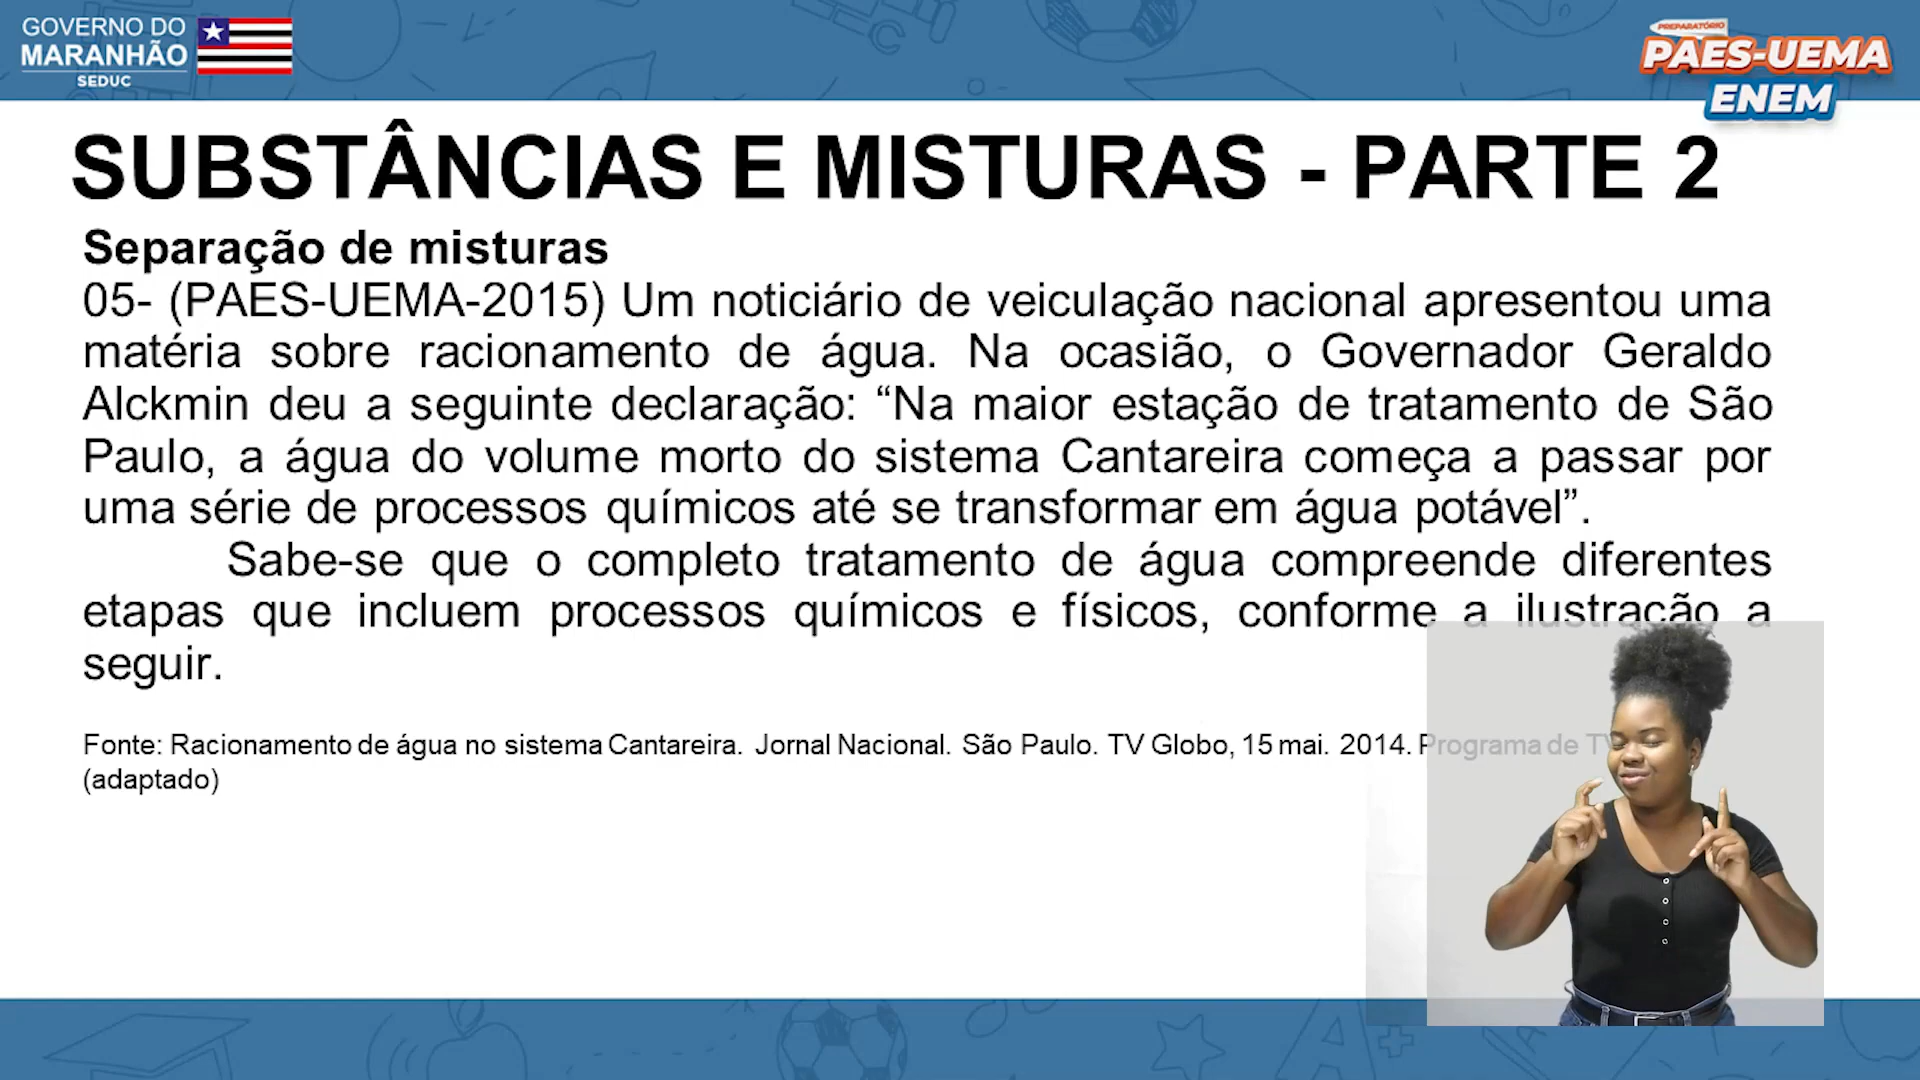 GOVERNO DO
MARANHÃO
SEDUC
PREPARATÓRIO
PAES-UEMA
ENEM
SUBSTÂNCIAS E MISTURAS - PARTE 2
Separação de misturas
05- (PAES-UEMA-2015) Um noticiário de veiculação nacional apresentou uma
matéria sobre racionamento de água. Na ocasião, o Governador Geraldo
Alckmin deu a seguinte declaração: “Na maior estação de tratamento de São
Paulo, a água do volume morto do sistema Cantareira começa a passar por
uma série de processos químicos até se transformar em água potável”.
Sabe-se que o completo tratamento de água compreende diferentes
etapas que incluem processos químicos e físicos, conforme a ilustração a
seguir.
Fonte: Racionamento de água no sistema Cantareira. Jornal Nacional. São Paulo. TV Globo, 15 mai. 2014. Programa de TV
(adaptado)